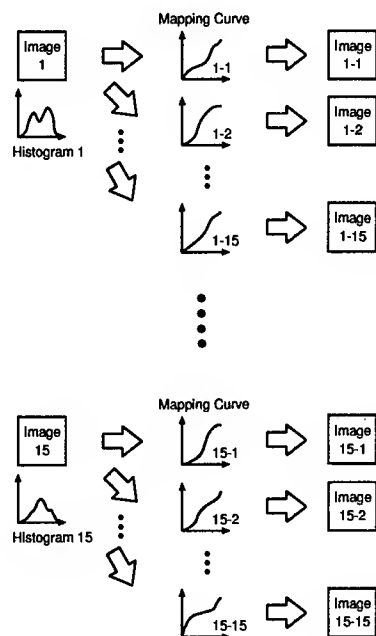 Mapping Curve
Image
1
1-1
Image
1-1
Histogram 1
1-2
Image
1-2
1-15
Image
1-15
Mapping Curve
Image
15
15-1
Image
15-1
Histogram 15
15-2
Image
15-2
15-15
Image
15-15